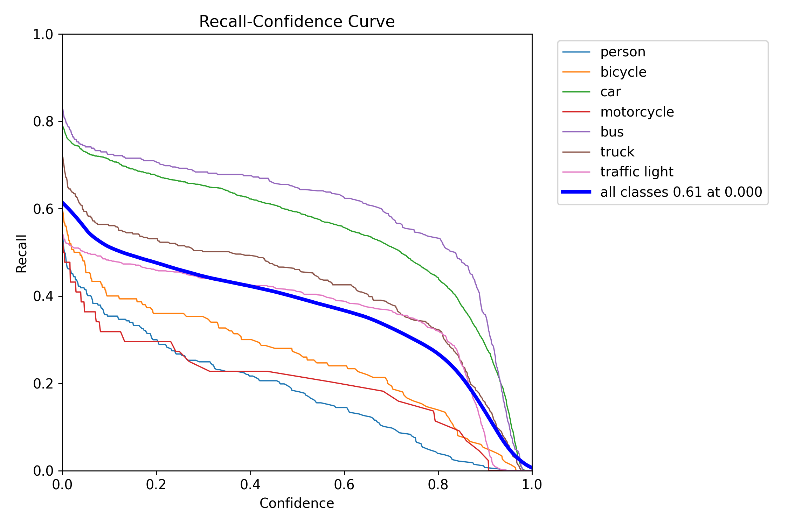 Recall-Confidence Curve
1.0
0.8
0.6
0.4
0.2
0.0
Recall
0.0 0.2 0.4 0.6 0.8 1.0
Confidence
person
bicycle
car
motorcycle
bus
truck
traffic light
all classes 0.61 at 0.000